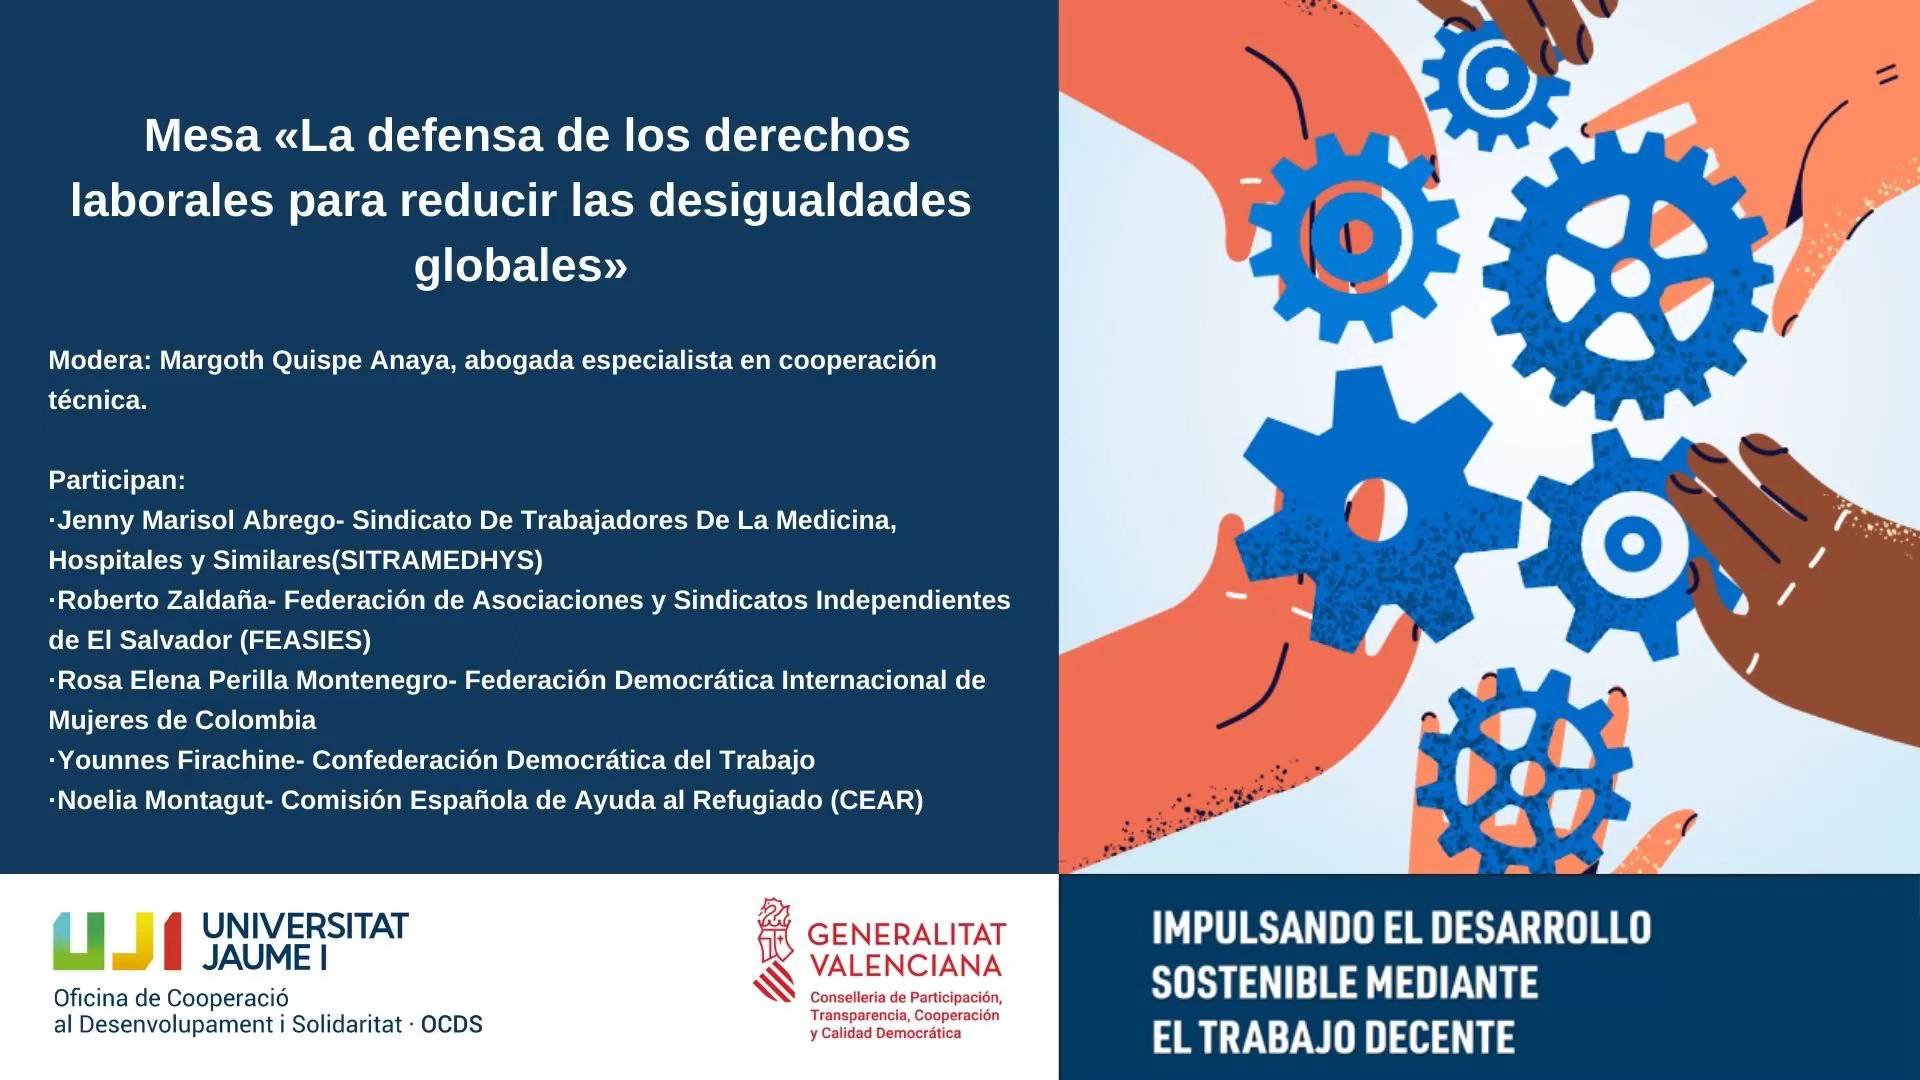 Mesa «La defensa de los derechos
laborales para reducir las desigualdades
globales»
Modera: Margoth Quispe Anaya, abogada especialista en cooperación
técnica.
Participan:
·Jenny Marisol Abrego- Sindicato De Trabajadores De La Medicina,
Hospitales y Similares(SITRAMEDHYS)
·Roberto Zaldaña- Federación de Asociaciones y Sindicatos Independientes
de El Salvador (FEASIES)
·Rosa Elena Perilla Montenegro- Federación Democrática Internacional de
Mujeres de Colombia
·Younnes Firachine- Confederación Democrática del Trabajo
·Noelia Montagut- Comisión Española de Ayuda al Refugiado (CEAR)
UJI UNIVERSITAT
JAUME I
Oficina de Cooperació
al Desenvolupament i Solidaritat · OCDS
GENERALITAT
VALENCIANA
Conselleria de Participación,
Transparencia, Cooperación
y Calidad Democrática
IMPULSANDO EL DESARROLLO
SOSTENIBLE MEDIANTE
EL TRABAJO DECENTE